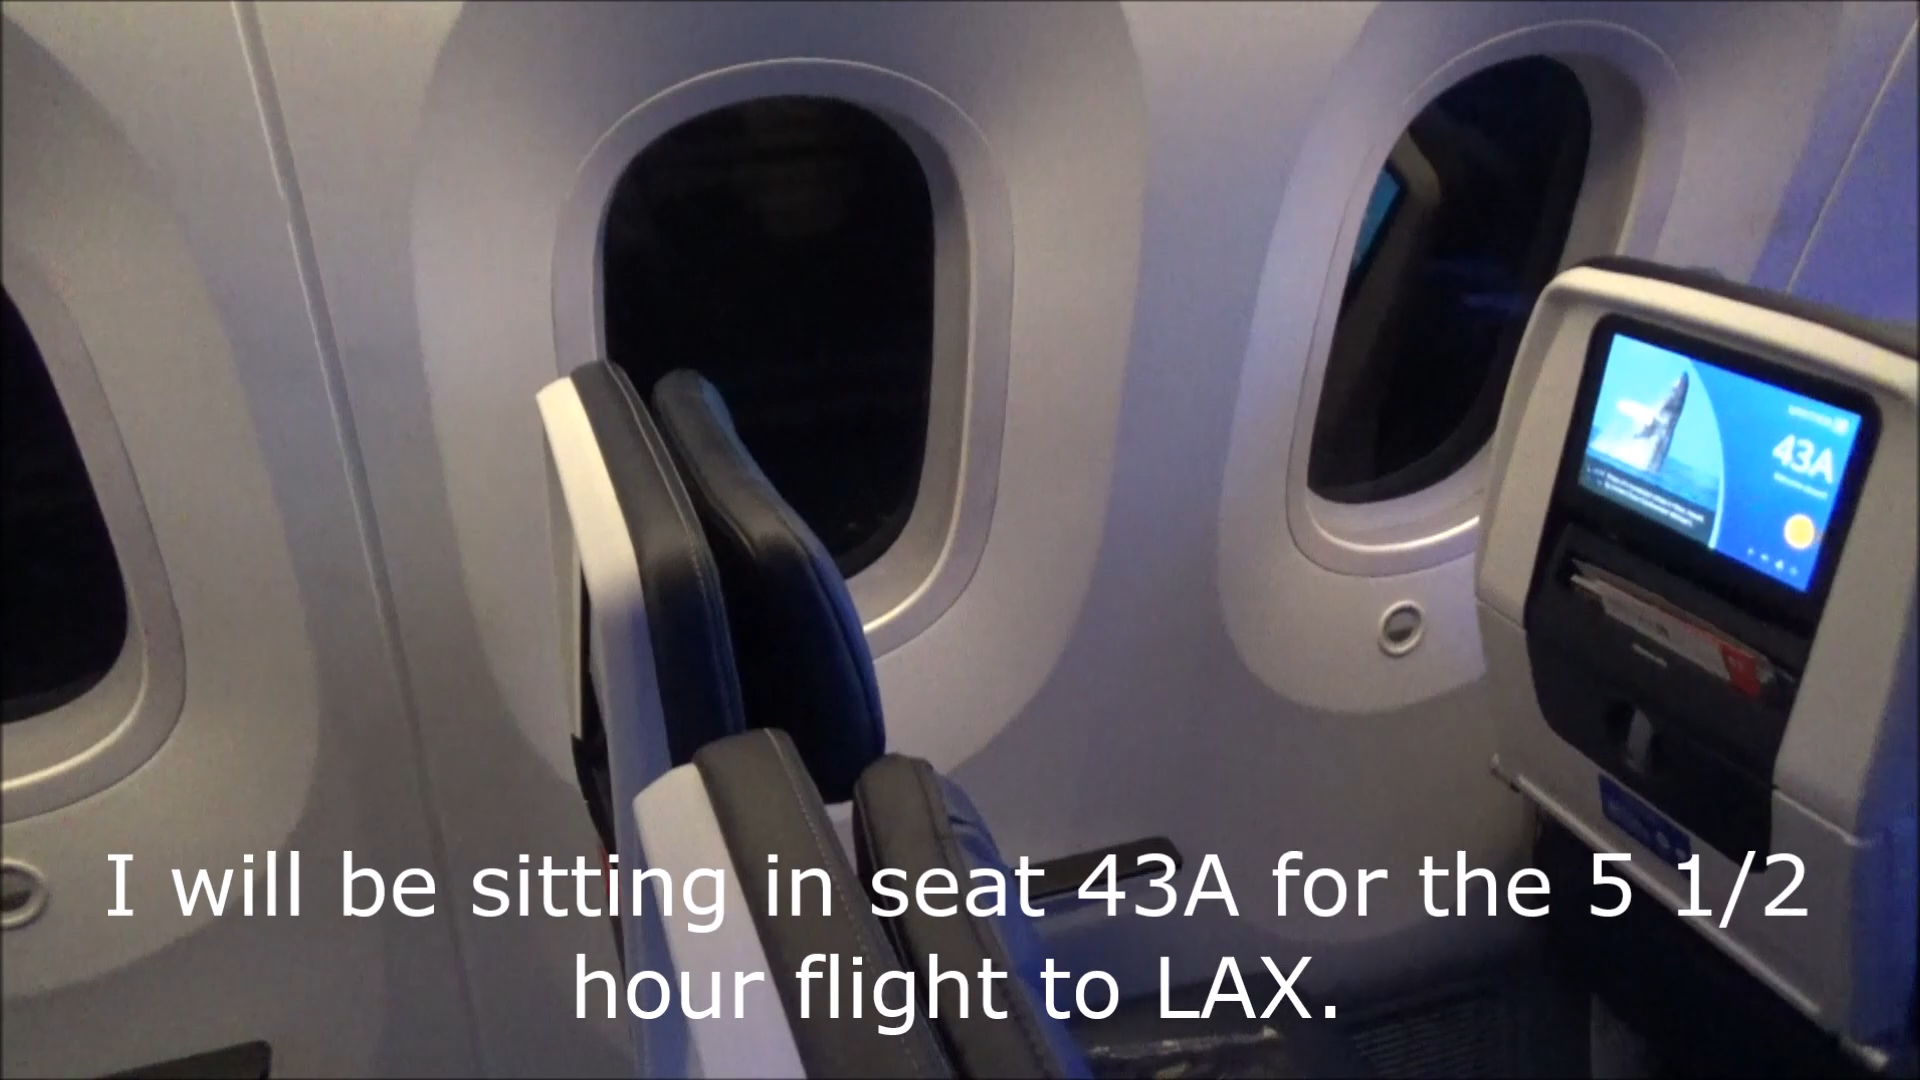 43A
I will be sitting in seat 43A for the 5 1/2
hour flight to LAX.